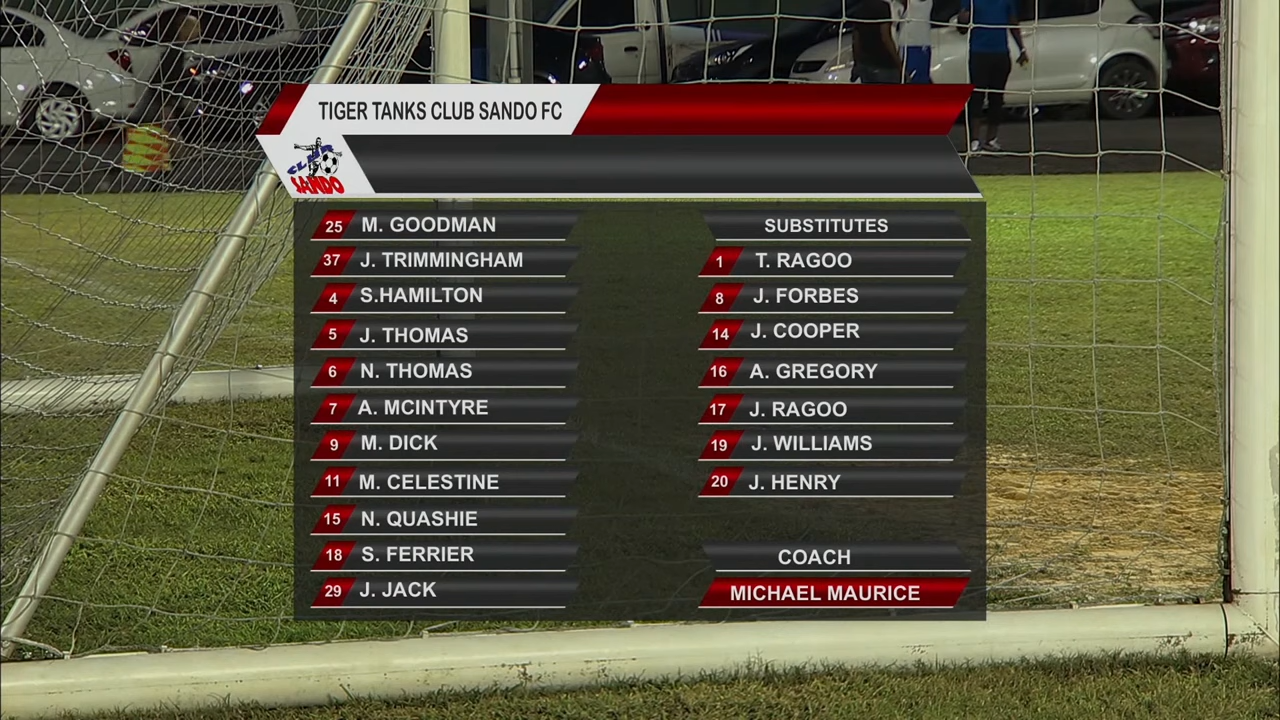 TIGER TANKS CLUB SANDO FC
CLUB
SANDO
25 M. GOODMAN
37 J. TRIMMINGHAM
4 S.HAMILTON
5 J. THOMAS
6 N. THOMAS
7 A. MCINTYRE
9 M. DICK
11 M. CELESTINE
15 N. QUASHIE
18 S. FERRIER
29 J. JACK
SUBSTITUTES
1 T. RAGOO
8 J. FORBES
14 J. COOPER
16 A. GREGORY
17 J. RAGOO
19 J. WILLIAMS
20 J. HENRY
COACH
MICHAEL MAURICE